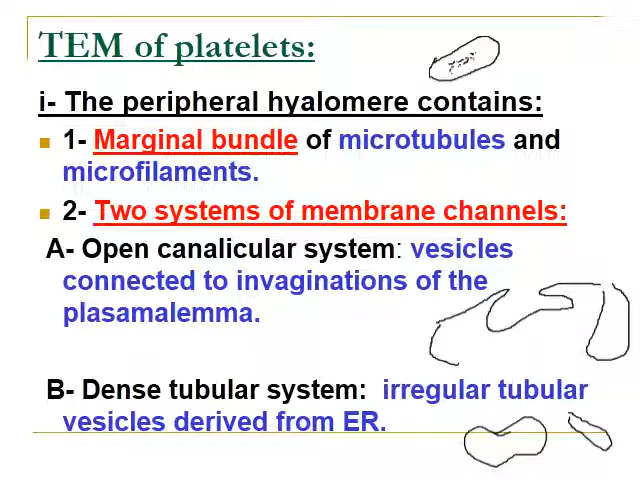 TEM of platelets:
i- The peripheral hyalomere contains:
1- Marginal bundle of microtubules and
microfilaments.
2- Two systems of membrane channels:
A- Open canalicular system: vesicles
connected to invaginations of the
plasamalemma.
B- Dense tubular system: irregular tubular
vesicles derived from ER.